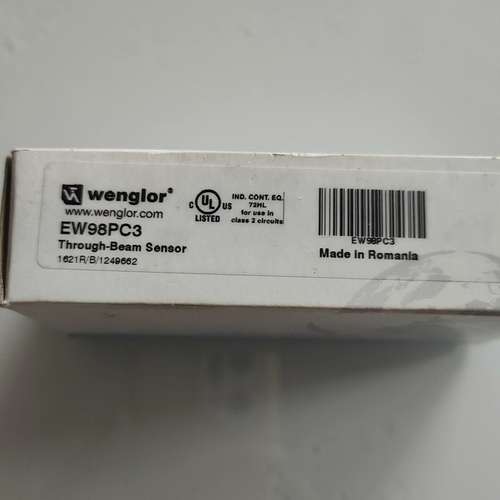 wenglor®
www.wenglor.com
EW98PC3
Through-Beam Sensor
1621R/B/1249662
C UL US
LISTED
IND. CONT. EQ.
72HL
for use in
class 2 circuits
EW98PC3
Made in Romania